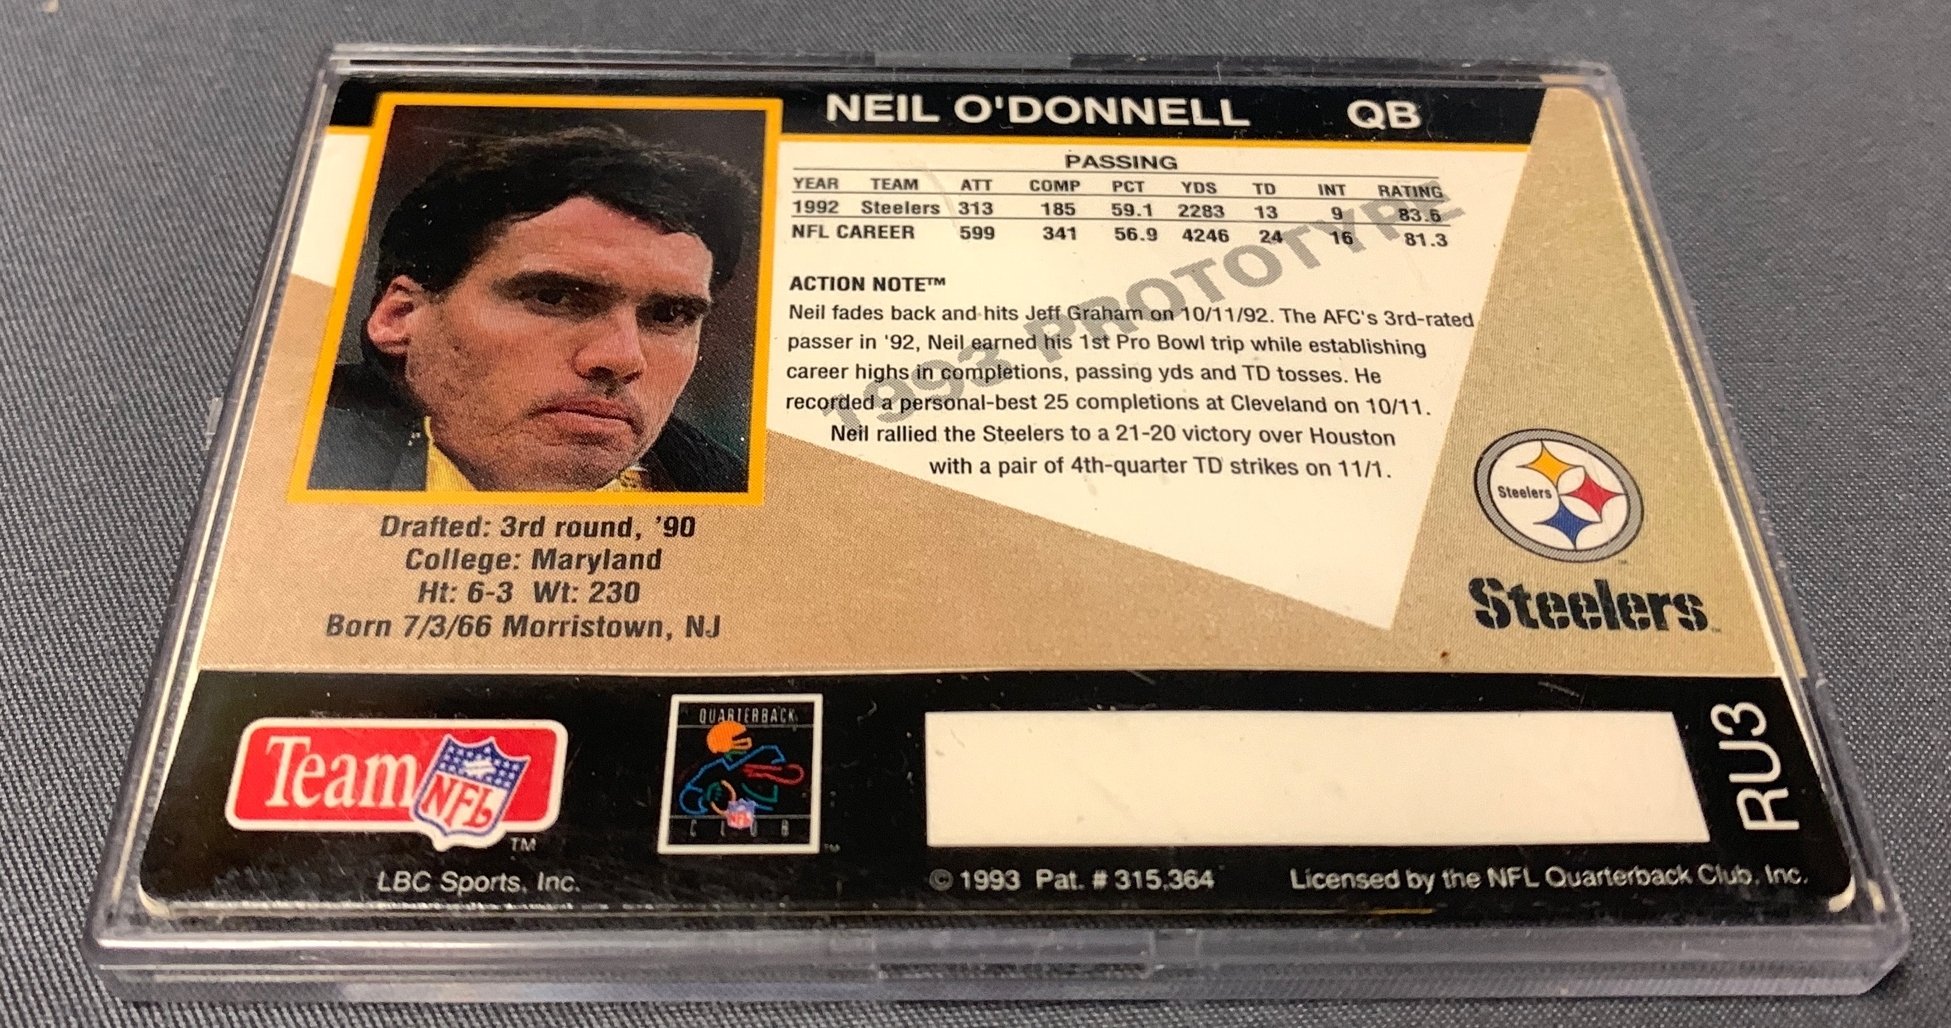 NEIL O'DONNELL QB
PASSING
YEAR TEAM ATT COMP PCT YDS TD INT RATING
1992 Steelers 313 185 59.1 2283 13 9 83.6
NFL CAREER 599 341 56.9 4246 24 16 81.3
1993 PROTOTYPE
ACTION NOTE™
Neil fades back and hits Jeff Graham on 10/11/92. The AFC's 3rd-rated
passer in '92, Neil earned his 1st Pro Bowl trip while establishing
career highs in completions, passing yds and TD tosses. He
recorded a personal-best 25 completions at Cleveland on 10/11.
Neil rallied the Steelers to a 21-20 victory over Houston
with a pair of 4th-quarter TD strikes on 11/1.
Drafted: 3rd round, '90
College: Maryland
Ht: 6-3 Wt: 230
Born 7/3/66 Morristown, NJ
Steelers
Steelers™
Team NFL™
LBC Sports, Inc.
QUARTERBACK
NFL
CLUB™
RU3
© 1993 Pat. # 315,364 Licensed by the NFL Quarterback Club, Inc.